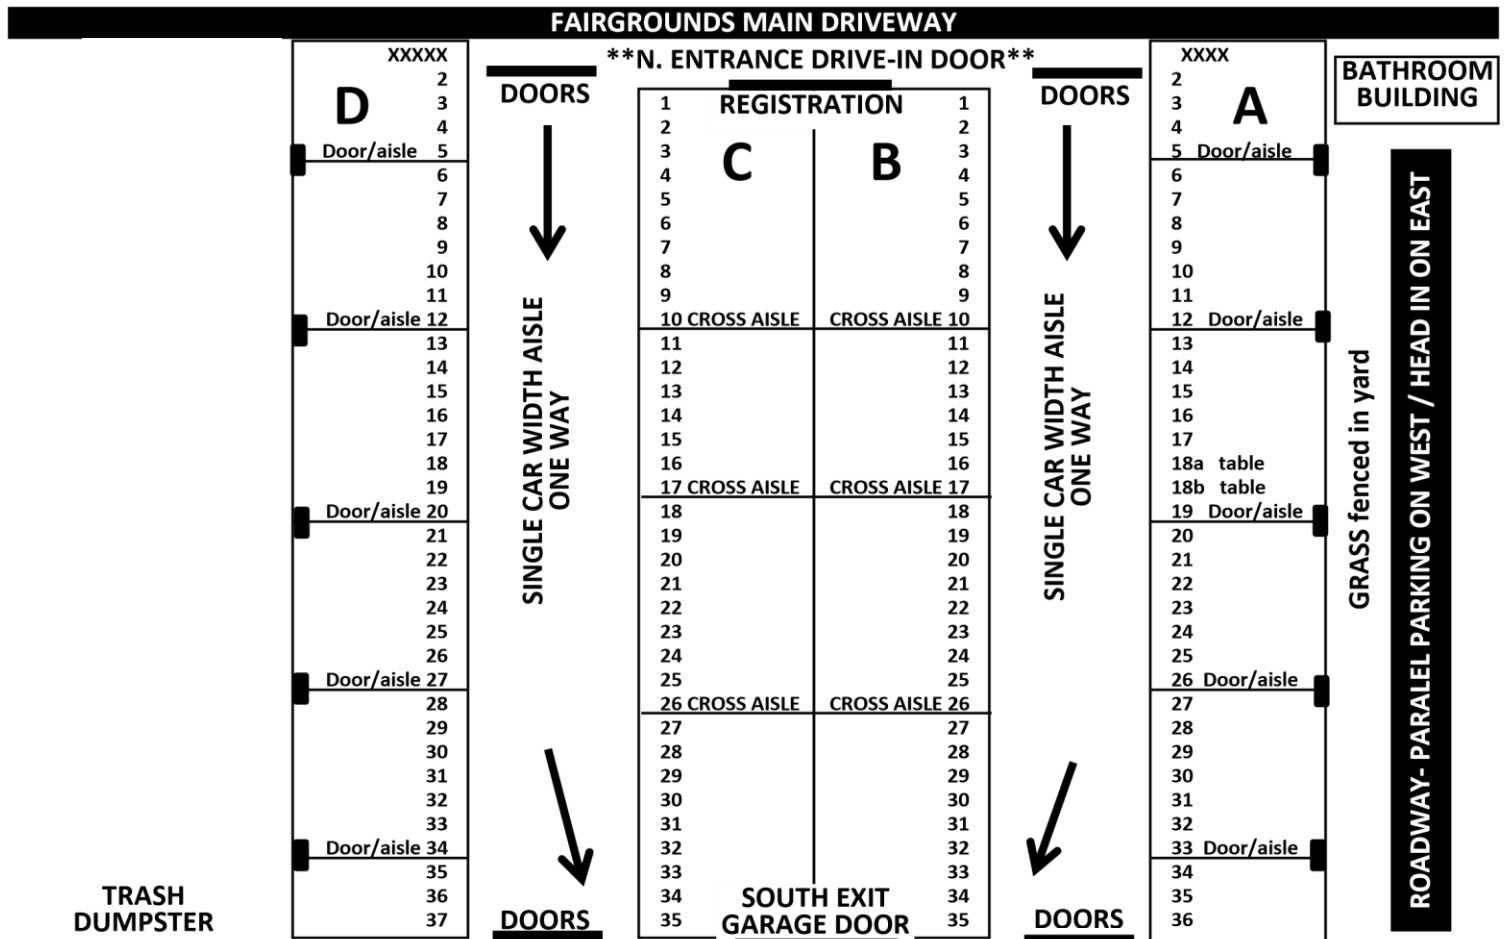 FAIRGROUNDS MAIN DRIVEWAY
**N. ENTRANCE DRIVE-IN DOOR**
XXXXX
2
3
4
Door/aisle 5
6
7
8
9
10
11
Door/aisle 12
13
14
15
16
17
18
19
Door/aisle 20
21
22
23
24
25
26
Door/aisle 27
28
29
30
31
32
33
Door/aisle 34
35
36
37
D
TRASH
DUMPSTER
DOORS
SINGLE CAR WIDTH AISLE
ONE WAY
DOORS
REGISTRATION
C
1
2
3
4
5
6
7
8
9
10 CROSS AISLE
11
12
13
14
15
16
17 CROSS AISLE
18
19
20
21
22
23
24
25
26 CROSS AISLE
27
28
29
30
31
32
33
34
35
B
1
2
3
4
5
6
7
8
9
CROSS AISLE 10
11
12
13
14
15
16
CROSS AISLE 17
18
19
20
21
22
23
24
25
CROSS AISLE 26
27
28
29
30
31
32
33
34
35
SOUTH EXIT
GARAGE DOOR
DOORS
SINGLE CAR WIDTH AISLE
ONE WAY
DOORS
A
XXXX
2
3
4
5 Door/aisle
6
7
8
9
10
11
12 Door/aisle
13
14
15
16
17
18a table
18b table
19 Door/aisle
20
21
22
23
24
25
26 Door/aisle
27
28
29
30
31
32
33 Door/aisle
34
35
36
BATHROOM
BUILDING
GRASS fenced in yard
ROADWAY- PARALEL PARKING ON WEST / HEAD IN ON EAST